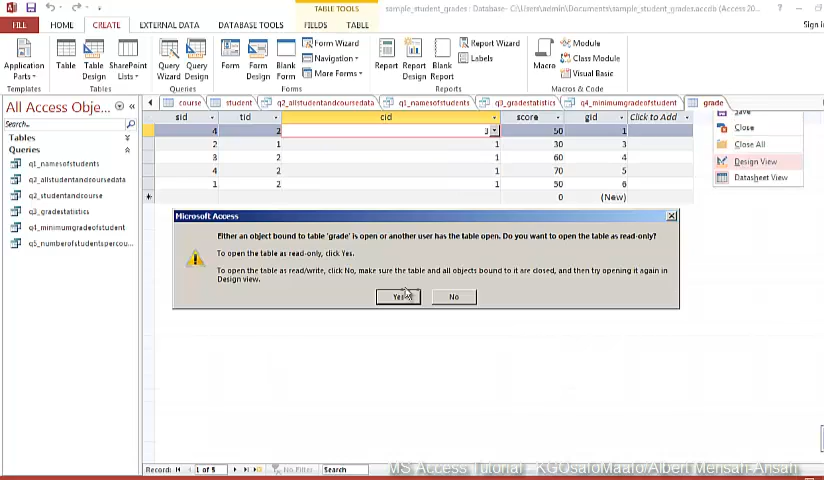 TABLE TOOLS
sample_student_grades : Database- C:\Users\admin\Documents\sample_student_grades.accdb (Access 20...
FILE HOME CREATE EXTERNAL DATA DATABASE TOOLS FIELDS TABLE
Sign in
Application Parts
Table
Table Design
SharePoint Lists
Query Wizard
Query Design
Form
Form Design
Blank Form
Form Wizard
Navigation
More Forms
Report
Report Design
Blank Report
Report Wizard
Labels
Macro
Module
Class Module
Visual Basic
Templates Tables Queries Forms Reports Macros & Code
All Access Obje...
Search..
Tables
Queries
q1_namesofstudents
q2_allstudentandcoursedata
q2_studentandcourse
q3_gradestatistics
q4_minimumgradeofstudent
q5_numberofstudentspercou...
course student q2_allstudentandcoursedata q1_namesofstudents q3_gradestatistics q4_minimumgradeofstudent grade
sid tid cid score gid Click to Add
4 2 3 50 1
2 1 1 30 3
3 2 1 60 4
4 2 1 70 5
1 2 1 50 6
0 (New)
Save
Close
Close All
Design View
Datasheet View
Microsoft Access
Either an object bound to table 'grade' is open or another user has the table open. Do you want to open the table as read-only?
To open the table as read-only, click Yes.
To open the table as read/write, click No, make sure the table and all objects bound to it are closed, and then try opening it again in
Design view.
Yes No
Record: 1 of 5 No Filter Search
MS Access Tutorial -KGOsafoMaafo/Albert Mensah-Ansah